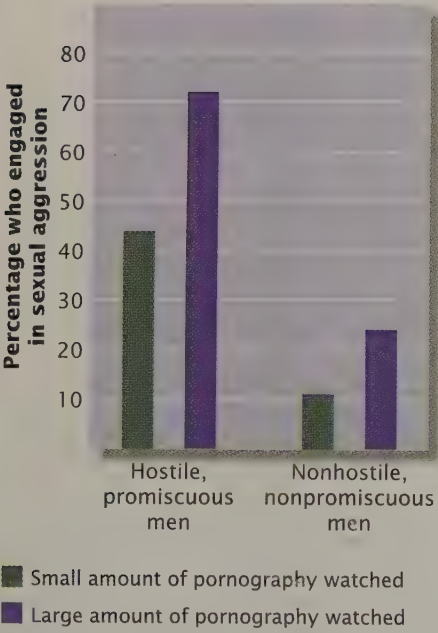 Percentage who engaged
in sexual aggression
80
70
60
50
40
30
20
10
Hostile,
promiscuous
men
Nonhostile,
nonpromiscuous
men
Small amount of pornography watched
Large amount of pornography watched